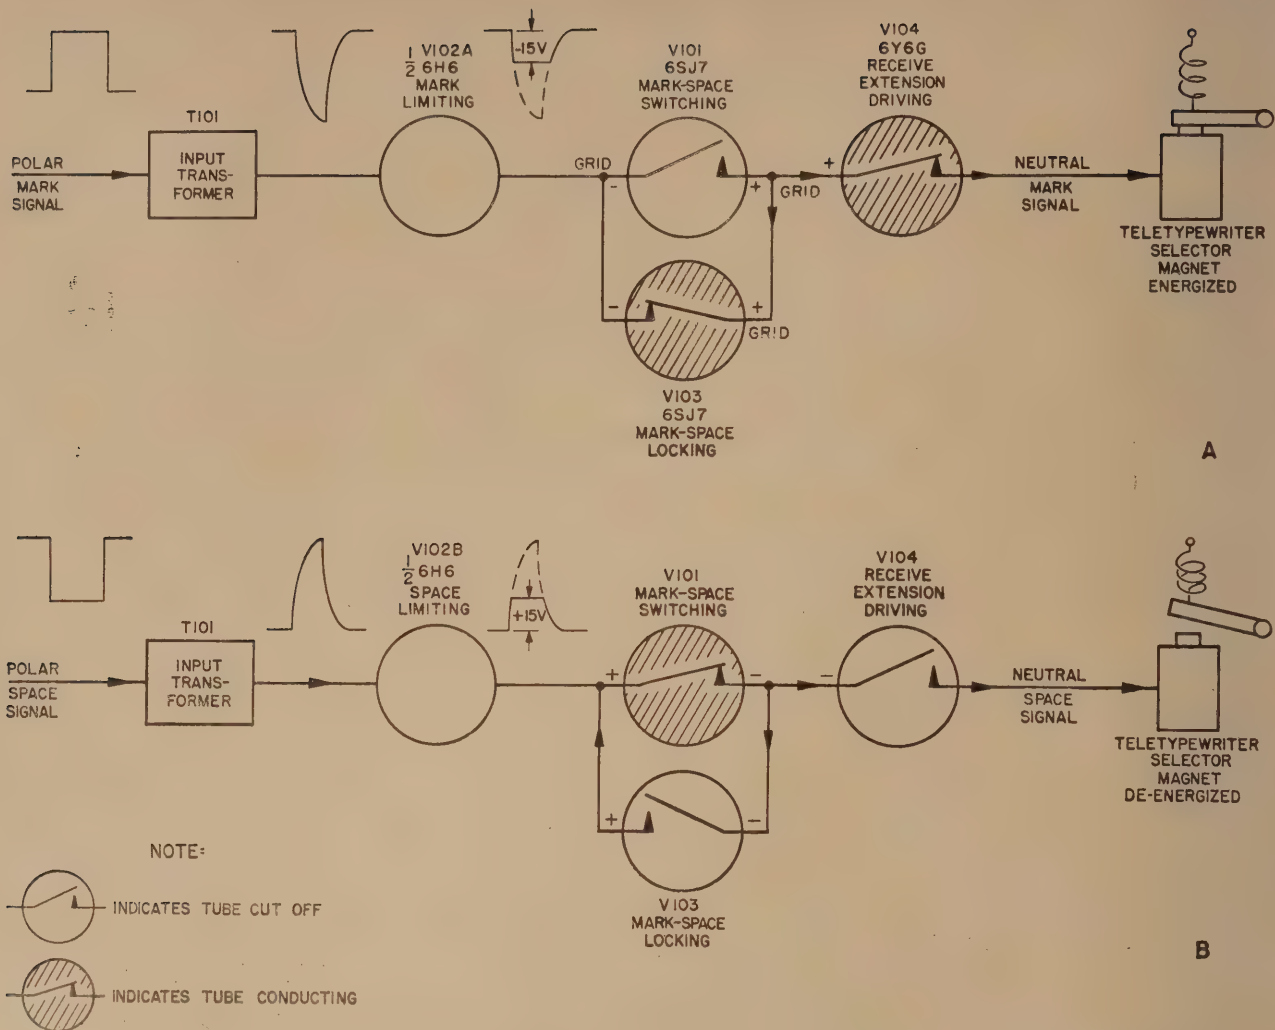 V102A
1/2 6H6
MARK
LIMITING
-15V
V101
6SJ7
MARK-SPACE
SWITCHING
V104
6Y6G
RECEIVE
EXTENSION
DRIVING
T101
INPUT
TRANS-
FORMER
POLAR
MARK
SIGNAL
GRID
-
+
GRID
+
NEUTRAL
MARK
SIGNAL
TELETYPEWRITER
SELECTOR
MAGNET
ENERGIZED
-
+
GRID
V103
6SJ7
MARK-SPACE
LOCKING
A
V102B
1/2 6H6
SPACE
LIMITING
+15V
V101
MARK-SPACE
SWITCHING
V104
RECEIVE
EXTENSION
DRIVING
T101
INPUT
TRANS-
FORMER
POLAR
SPACE
SIGNAL
+
-
-
NEUTRAL
SPACE
SIGNAL
TELETYPEWRITER
SELECTOR
MAGNET
DE-ENERGIZED
+
-
V103
MARK-SPACE
LOCKING
B
NOTE:
INDICATES TUBE CUT OFF
INDICATES TUBE CONDUCTING